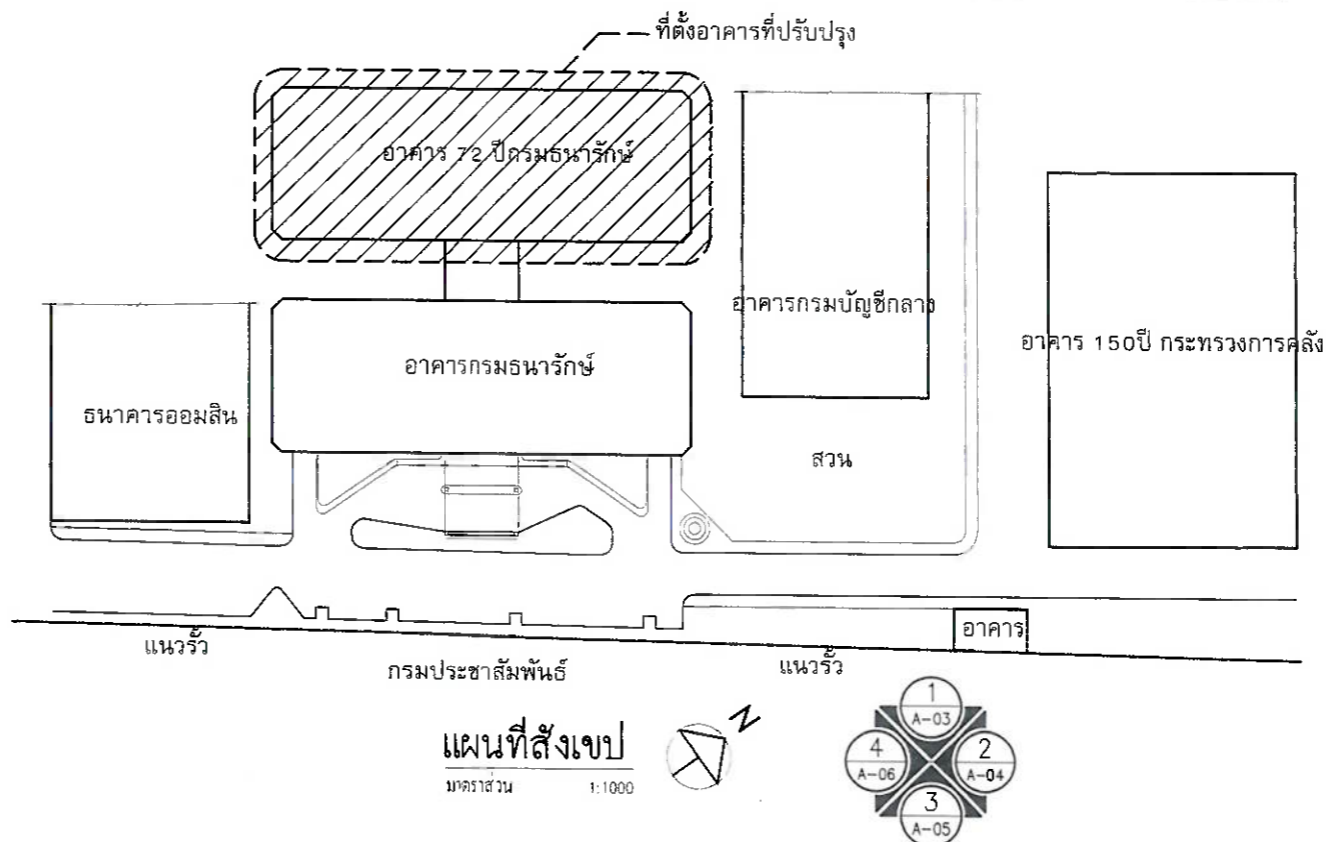 ที่ตั้งอาคารที่ปรับปรุง
อาคาร 72 ปีกรมธนารักษ์
อาคารกรมบัญชีกลาง
อาคาร 150ปี กระทรวงการคลัง
อาคารกรมธนารักษ์
ธนาคารออมสิน
สวน
อาคาร
แนวรั้ว
กรมประชาสัมพันธ์
แนวรั้ว
แผนที่สังเขป
มาตราส่วน 1:1000
N
1
A-03
4
A-06
2
A-04
3
A-05